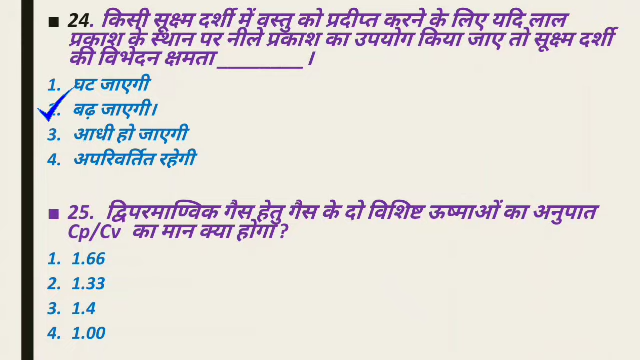 24. किसी सूक्ष्म दर्शी में वस्तु को प्रदीप्त करने के लिए यदि लाल
प्रकाश के स्थान पर नीले प्रकाश का उपयोग किया जाए तो सूक्ष्म दर्शी
की विभेदन क्षमता __________ ।
1. घट जाएगी
2. बढ़ जाएगी।
3. आधी हो जाएगी
4. अपरिवर्तित रहेगी
25. द्विपरमाण्विक गैस हेतु गैस के दो विशिष्ट ऊष्माओं का अनुपात
Cp/Cv का मान क्या होगा ?
1. 1.66
2. 1.33
3. 1.4
4. 1.00